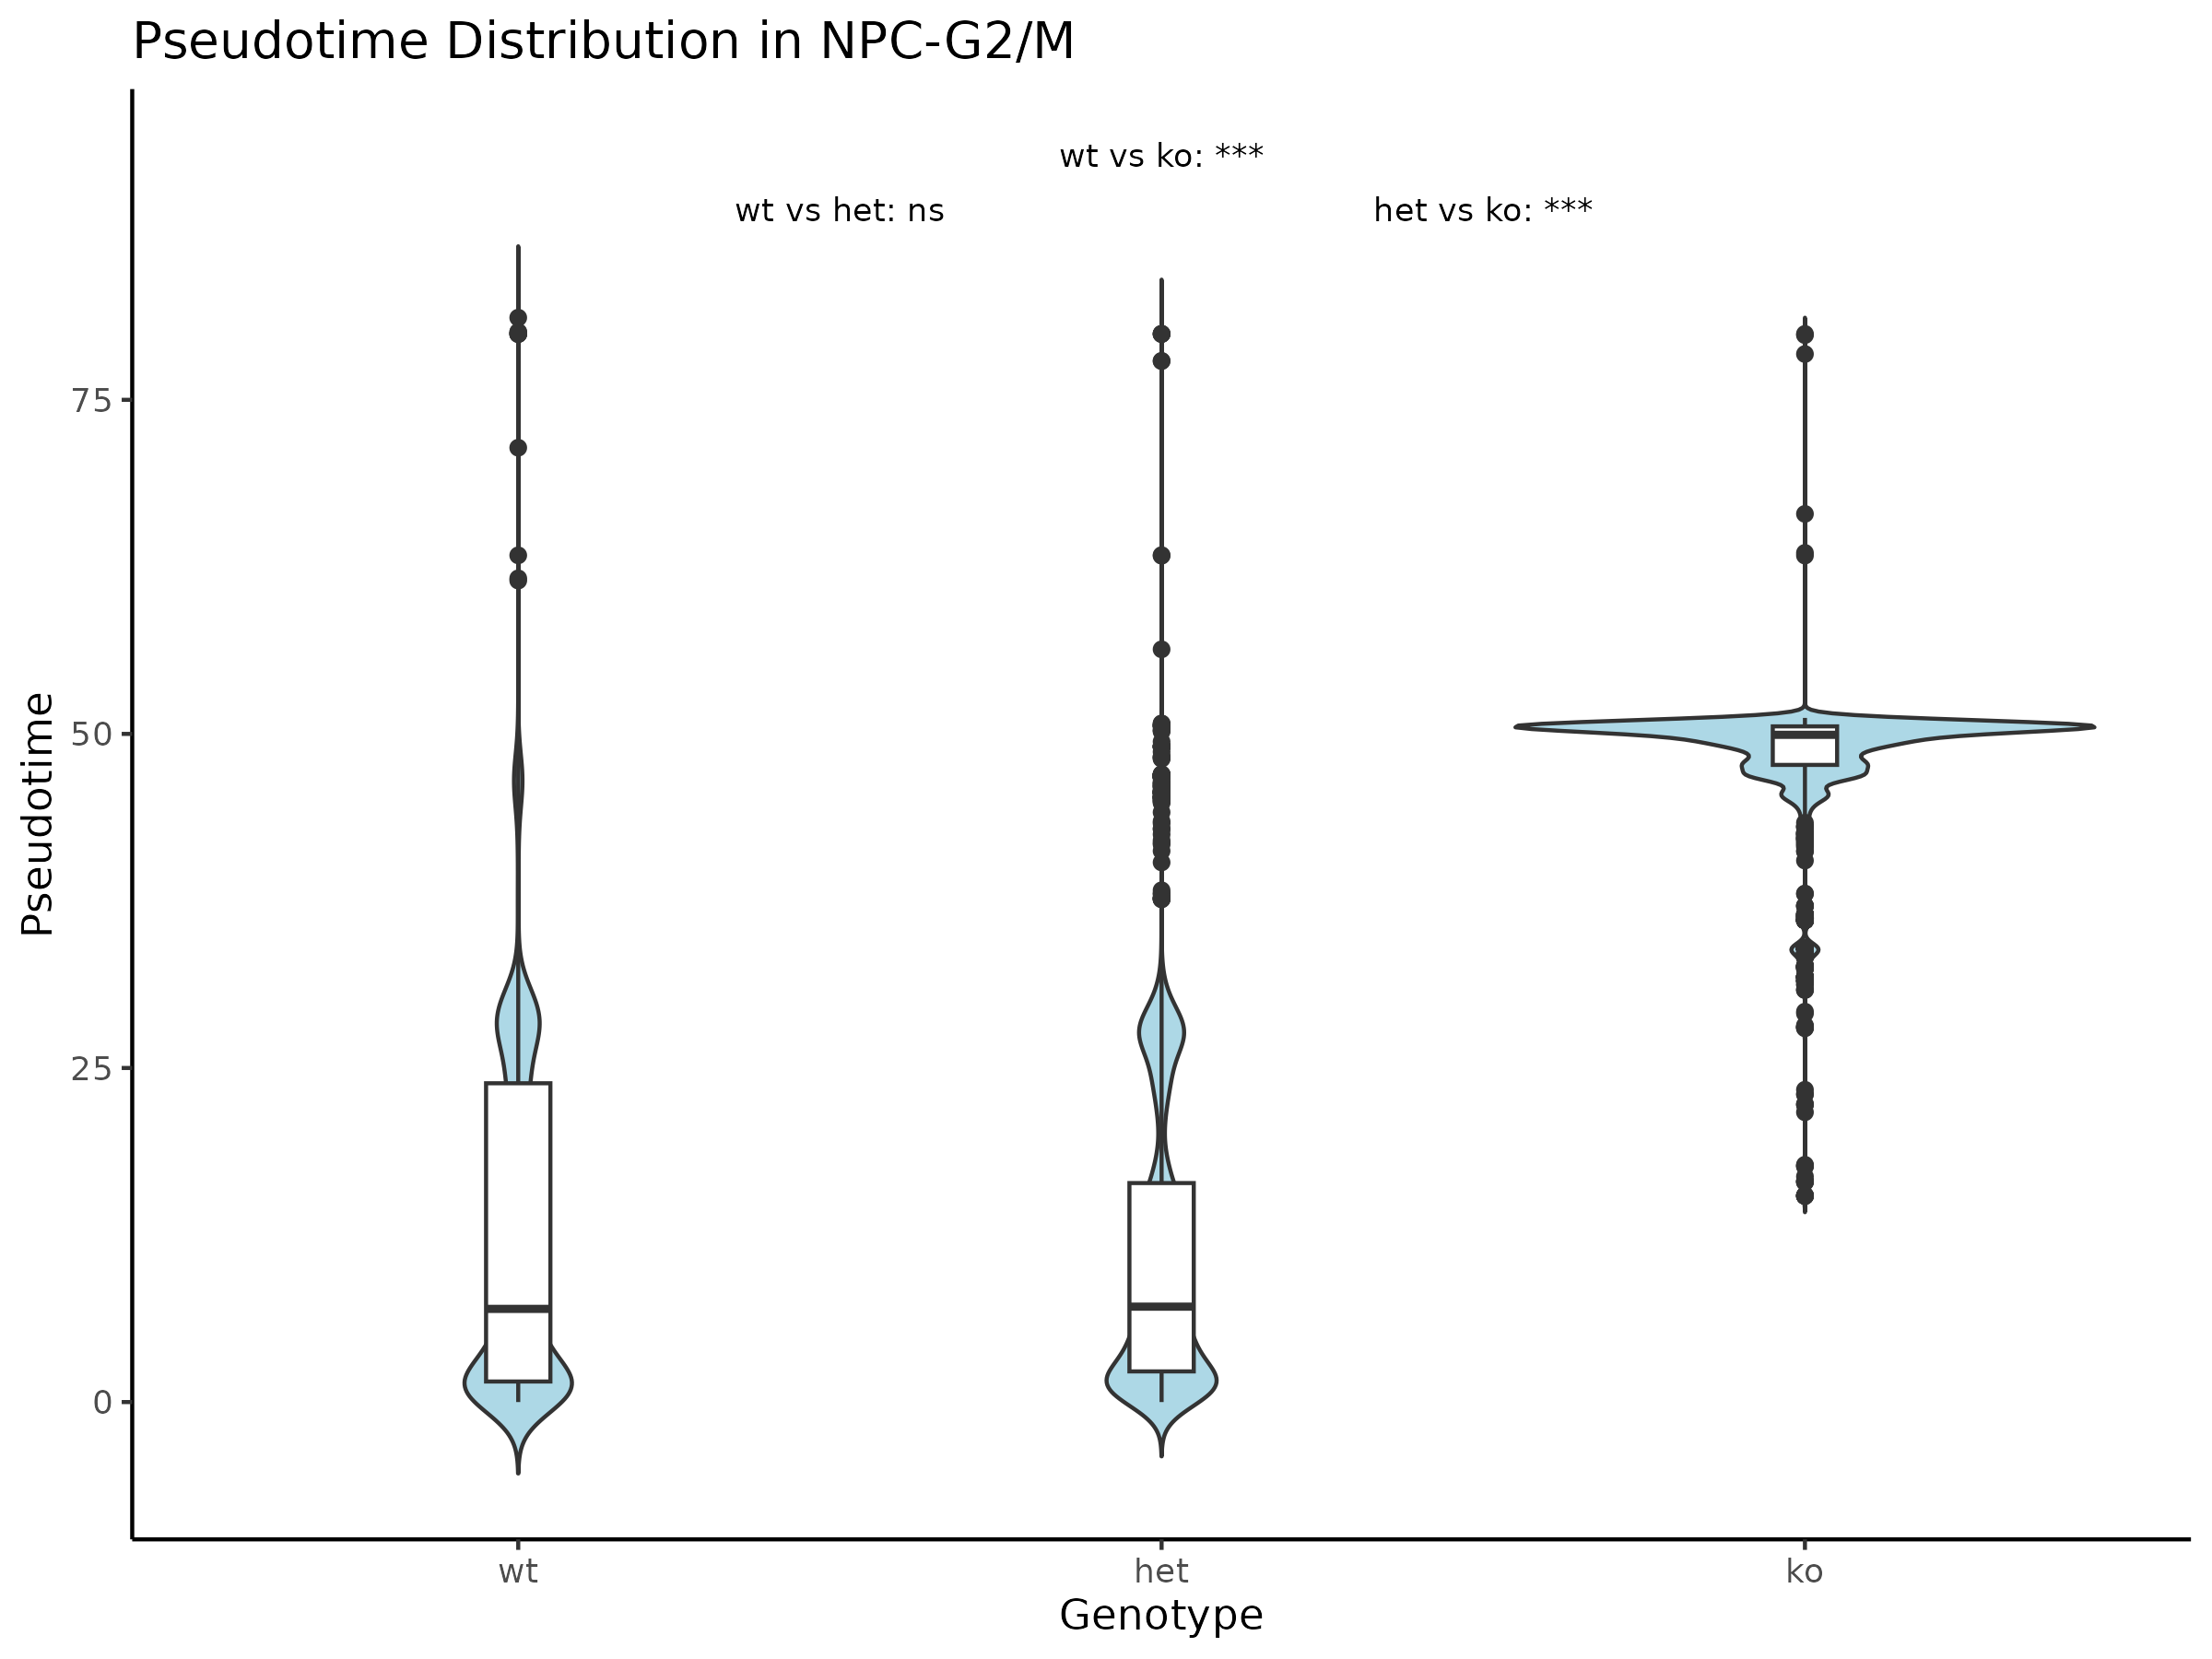 Pseudotime Distribution in NPC-G2/M
wt vs ko: ***
wt vs het: ns
het vs ko: ***
75
50
25
0
Pseudotime
wt
het
ko
Genotype